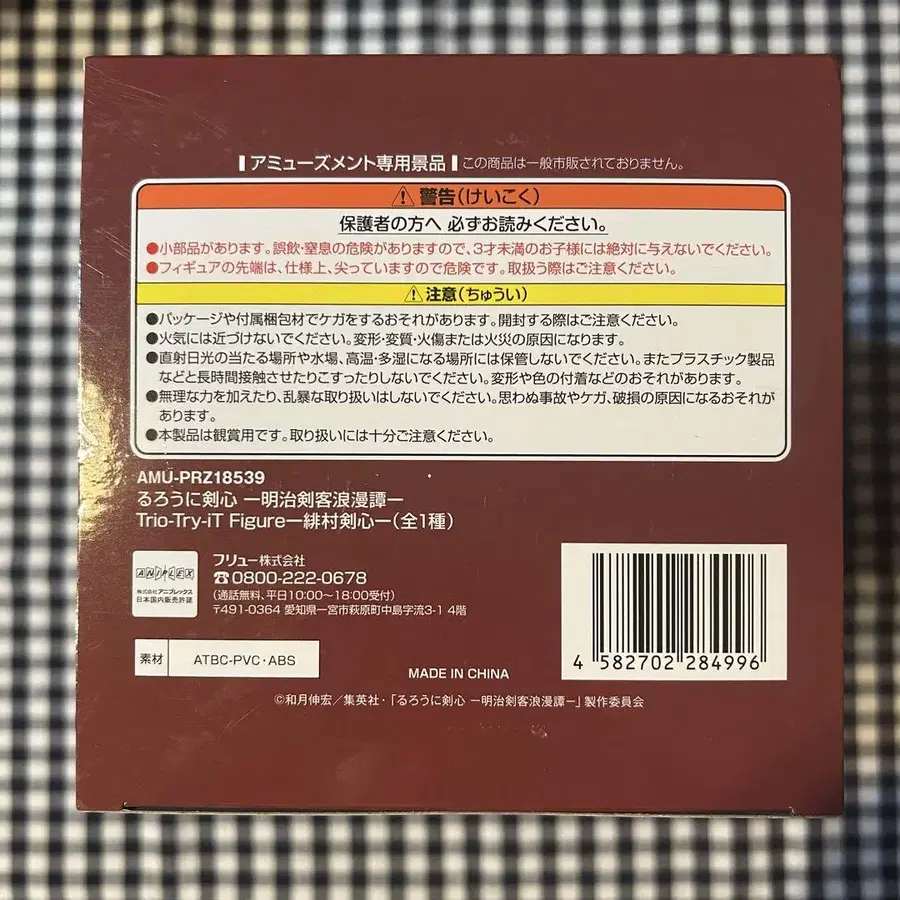 アミューズメント専用景品 この商品は一般市販されておりません。
⚠警告(けいこく)
保護者の方へ 必ずお読みください。
●小部品があります。誤飲・窒息の危険がありますので、3才未満のお子様には絶対に与えないでください。
●フィギュアの先端は、仕様上、尖っていますので危険です。取扱う際はご注意ください。
⚠注意(ちゅうい)
●パッケージや付属梱包材でケガをするおそれがあります。開封する際はご注意ください。
●火気には近づけないでください。変形・変質・火傷または火災の原因になります。
●直射日光の当たる場所や水場、高温・多湿になる場所には保管しないでください。またプラスチック製品
などと長時間接触させたりこすったりしないでください。変形や色の付着などのおそれがあります。
●無理な力を加えたり、乱暴な取り扱いはしないでください。思わぬ事故やケガ、破損の原因になるおそれが
あります。
●本製品は観賞用です。取り扱いには十分ご注意ください。
AMU-PRZ18539
るろうに剣心 ー明治剣客浪漫譚ー
Trio-Try-iT Figureー緋村剣心ー(全1種)
ANIPLEX
株式会社アニプレックス
日本国内販売許諾
フリュー株式会社
☎0800-222-0678
(通話無料、平日10:00〜18:00受付)
〒491-0364 愛知県一宮市萩原町中島字流3-1 4階
素材 ATBC-PVC・ABS
MADE IN CHINA
4 582702 284996
©和月伸宏/集英社・「るろうに剣心 ー明治剣客浪漫譚ー」製作委員会